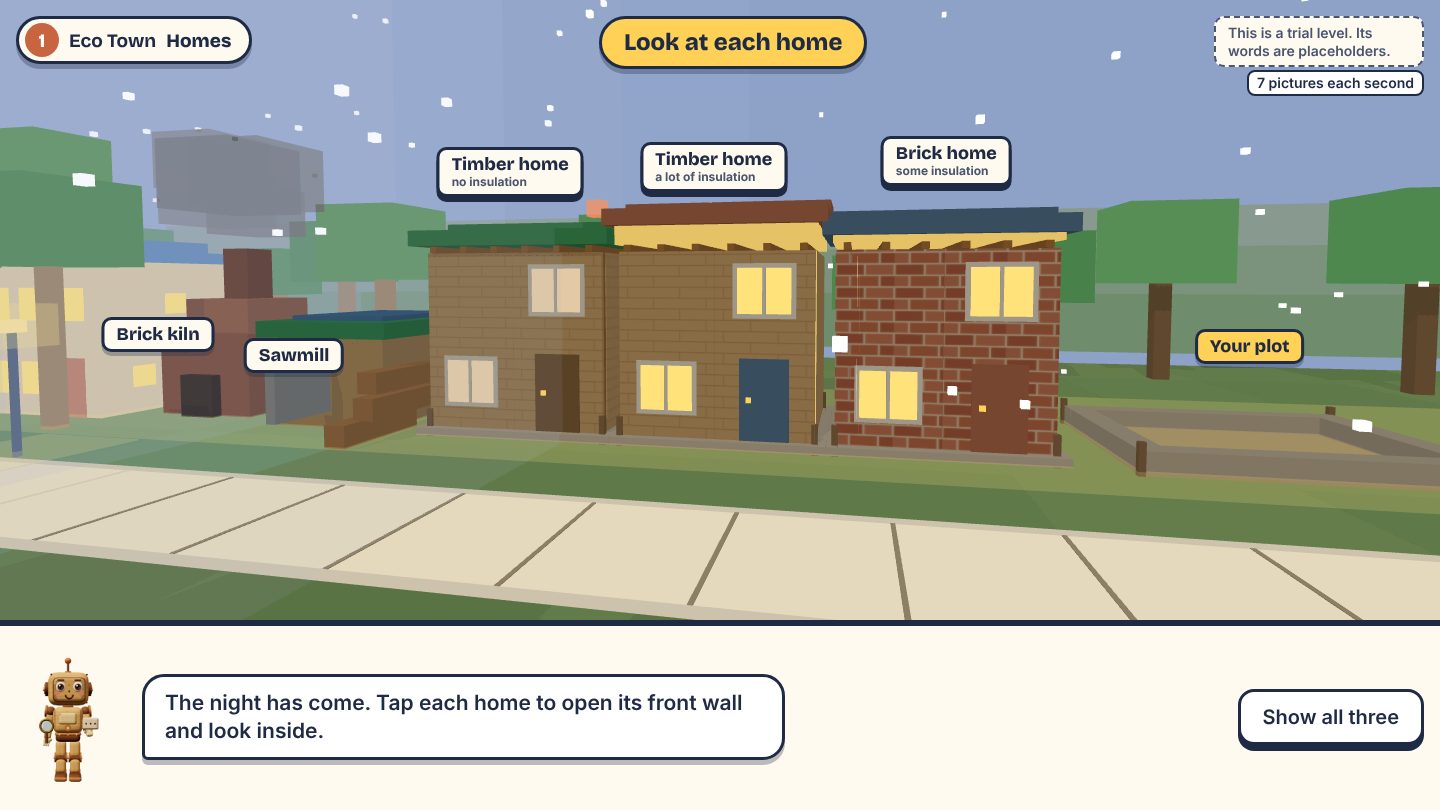 1 Eco Town Homes
Look at each home
This is a trial level. Its
words are placeholders.
7 pictures each second
Timber home
no insulation
Timber home
a lot of insulation
Brick home
some insulation
Brick kiln
Sawmill
Your plot
The night has come. Tap each home to open its front wall
and look inside.
Show all three